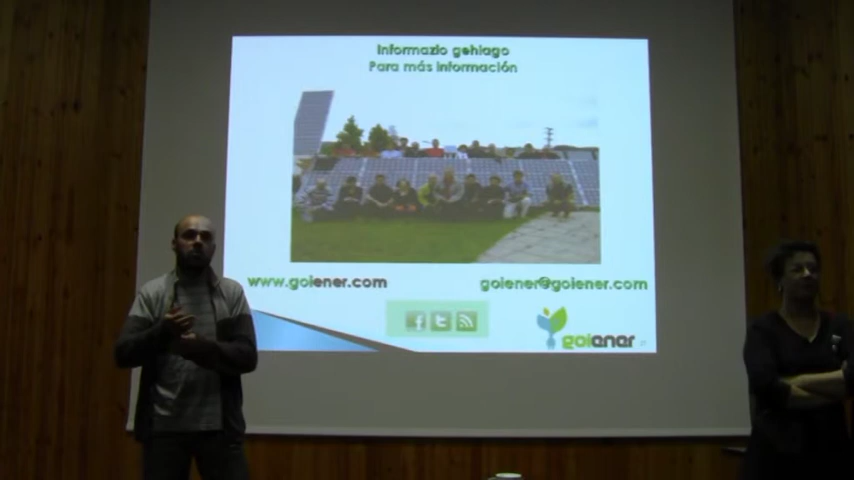 Informazio gehiago
Para más información
www.goiener.com
goiener@goiener.com
goiener